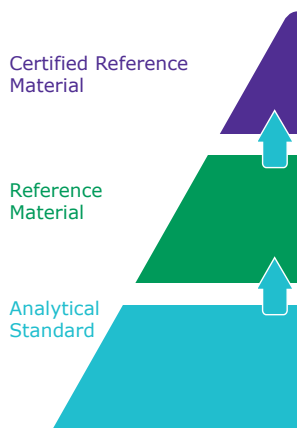 Certified Reference
Material
Reference
Material
Analytical
Standard